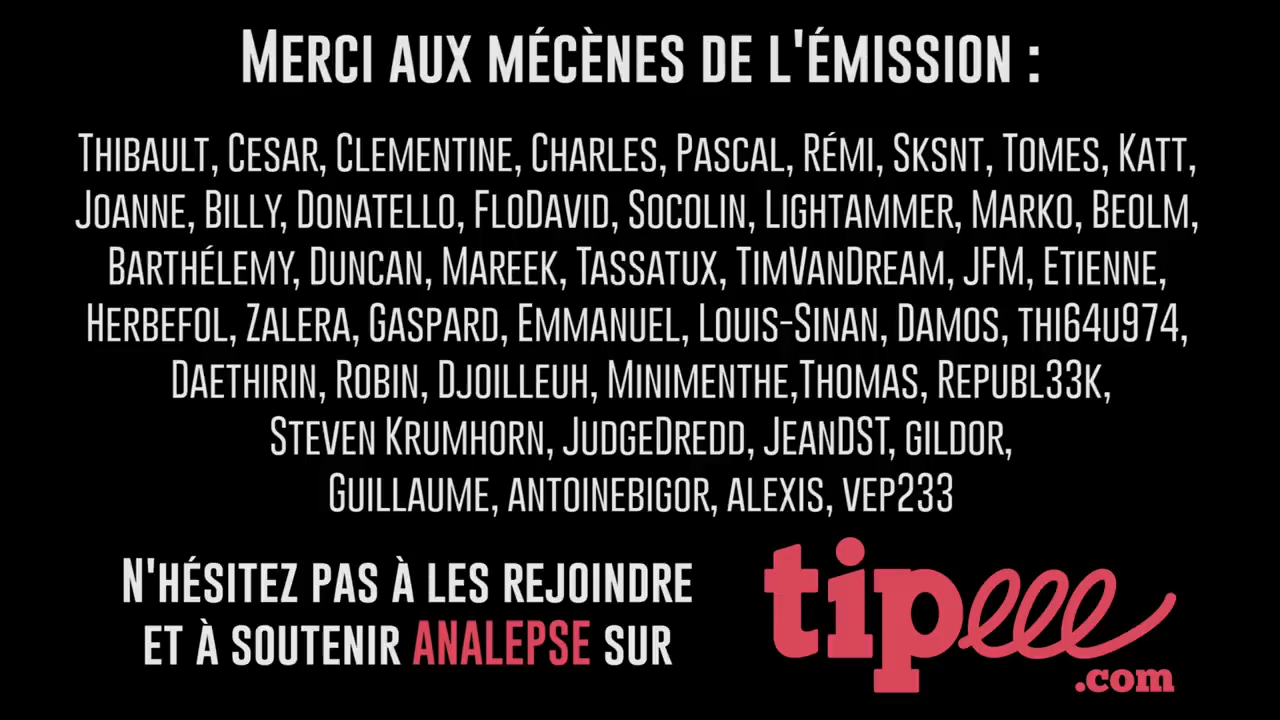 Merci aux mécènes de l'émission :
Thibault, Cesar, Clementine, Charles, Pascal, Rémi, Sksnt, Tomes, Katt,
Joanne, Billy, Donatello, FloDavid, Socolin, Lightammer, Marko, Beolm,
Barthélemy, Duncan, Mareek, Tassatux, TimVanDream, JFM, Etienne,
Herbefol, Zalera, Gaspard, Emmanuel, Louis-Sinan, Damos, thi64u974,
Daethirin, Robin, Djoilleuh, Minimenthe,Thomas, Republ33k,
Steven Krumhorn, JudgeDredd, JeanDST, gildor,
Guillaume, antoinebigor, alexis, vep233
N'hésitez pas à les rejoindre
et à soutenir ANALEPSE sur
tipeee
.com